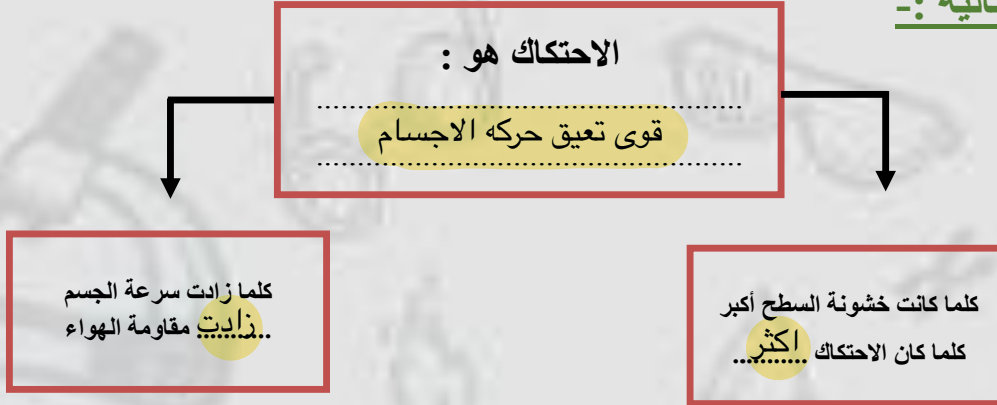 :-
الاحتكاك هو :
قوى تعيق حركه الاجسام
كلما كانت خشونة السطح أكبر
كلما كان الاحتكاك اكثر
كلما زادت سرعة الجسم
زادت مقاومة الهواء